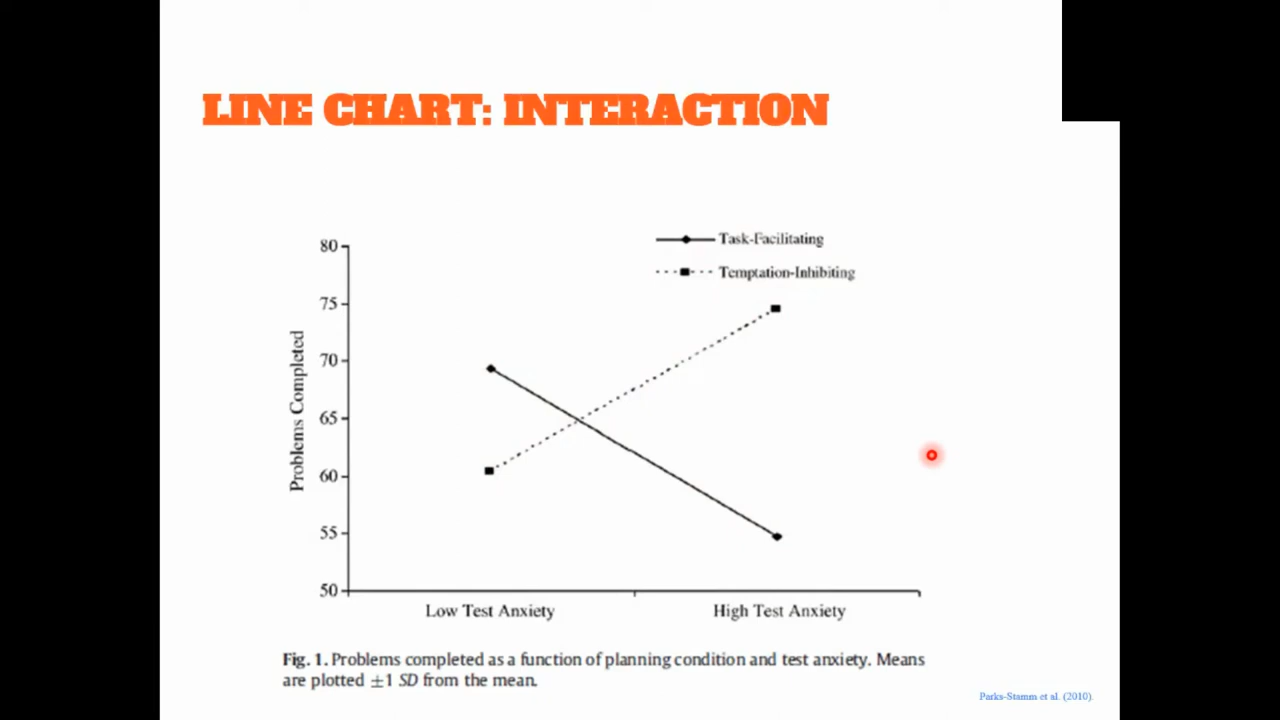 LINE CHART: INTERACTION
Task-Facilitating
Temptation-Inhibiting
80
75
70
65
60
55
50
Problems Completed
Low Test Anxiety
High Test Anxiety
Fig. 1. Problems completed as a function of planning condition and test anxiety. Means
are plotted ±1 SD from the mean.
Parks-Stamm et al. (2010).